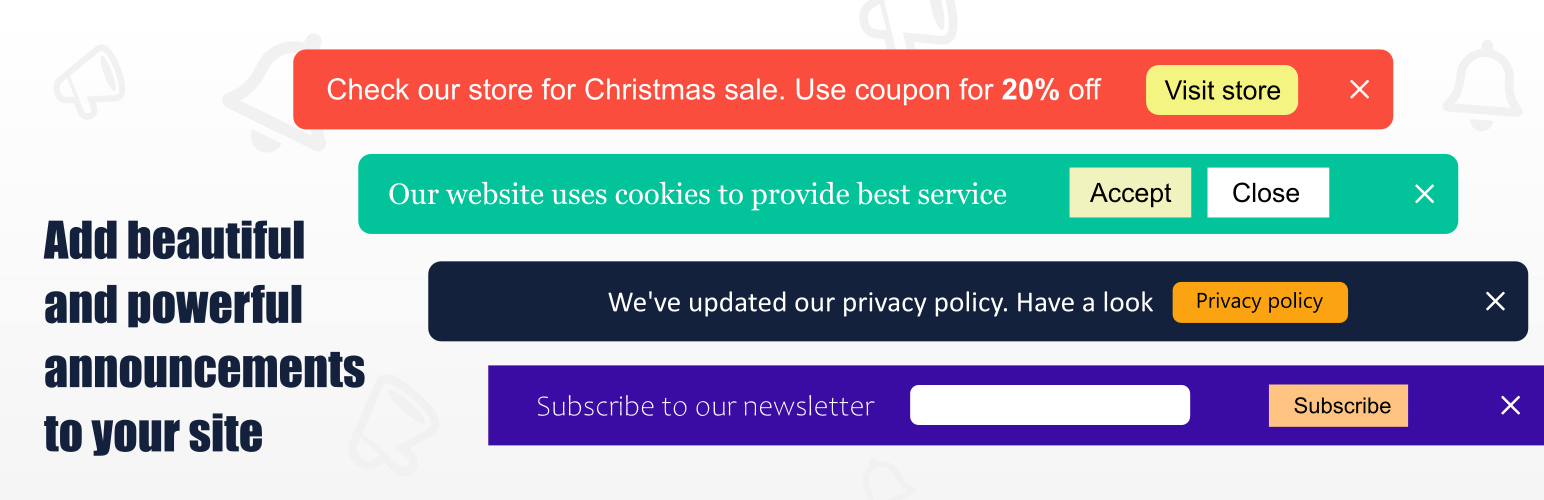 Check our store for Christmas sale. Use coupon for 20% off
Visit store
Our website uses cookies to provide best service
Accept
Close
Add beautiful
and powerful
announcements
to your site
We've updated our privacy policy. Have a look
Privacy policy
Subscribe to our newsletter
Subscribe